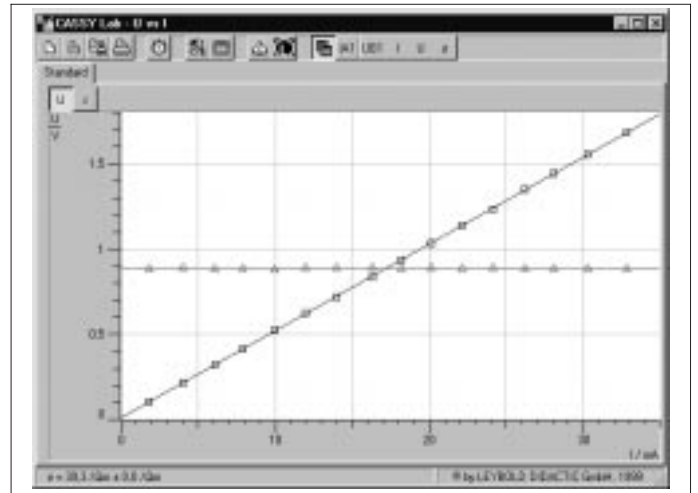 CASSY Lab - U vs I
I
U
Standard
U
U
V
1.5
1
0.5
0
0 10 20 30
I / mA
© by LEYBOLD DIDACTIC GmbH, 1999